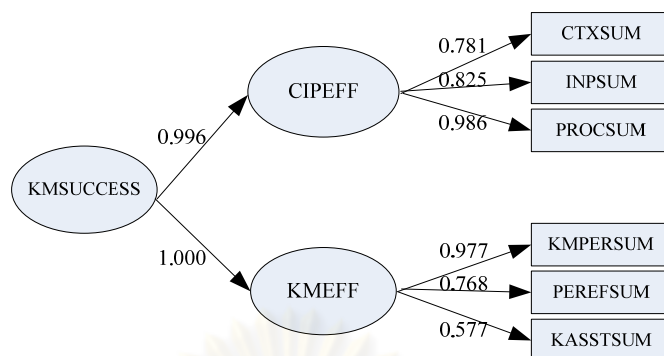 0.781
CTXSUM
CIPEFF
0.825
INPSUM
0.986
PROCSUM
0.996
KMSUCCESS
1.000
0.977
KMPERSUM
KMEFF
0.768
PEREFSUM
0.577
KASSTSUM